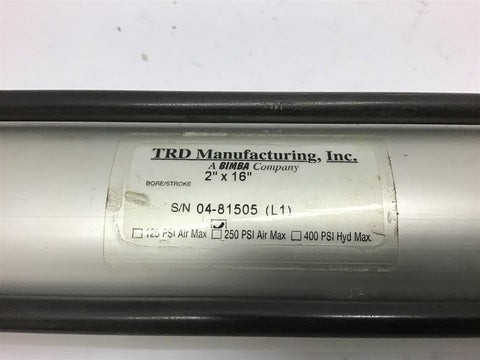 TRD Manufacturing, Inc.
A BIMBA Company
BORE/STROKE 2" x 16"
S/N 04-81505 (L1)
125 PSI Air Max 250 PSI Air Max 400 PSI Hyd Max.